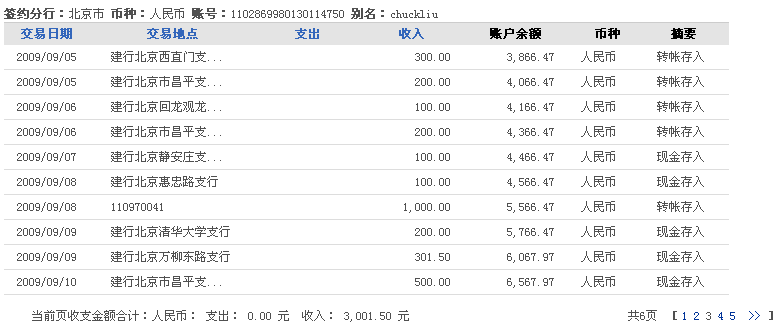 签约分行：北京市 币种：人民币 账号：1102869980130114750 别名：chuckliu
交易日期 交易地点 支出 收入 账户余额 币种 摘要
2009/09/05 建行北京西直门支... 300.00 3,866.47 人民币 转帐存入
2009/09/05 建行北京市昌平支... 200.00 4,066.47 人民币 转帐存入
2009/09/06 建行北京回龙观龙... 100.00 4,166.47 人民币 转帐存入
2009/09/06 建行北京市昌平支... 200.00 4,366.47 人民币 转帐存入
2009/09/07 建行北京静安庄支... 100.00 4,466.47 人民币 现金存入
2009/09/08 建行北京惠忠路支行 100.00 4,566.47 人民币 现金存入
2009/09/08 110970041 1,000.00 5,566.47 人民币 转帐存入
2009/09/09 建行北京清华大学支行 200.00 5,766.47 人民币 现金存入
2009/09/09 建行北京万柳东路支行 301.50 6,067.97 人民币 现金存入
2009/09/10 建行北京市昌平支... 500.00 6,567.97 人民币 现金存入
当前页收支金额合计：人民币： 支出： 0.00 元 收入： 3,001.50 元 共6页 [ 1 2 3 4 5 >> ]